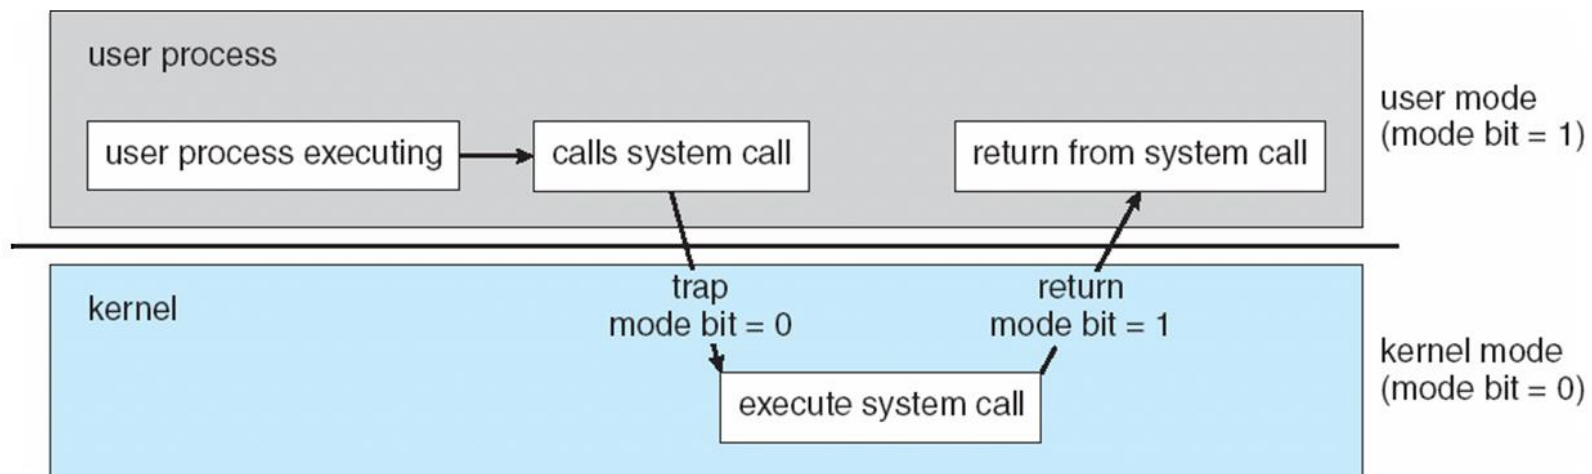 user process
user process executing
calls system call
return from system call
user mode
(mode bit = 1)
kernel
trap
mode bit = 0
return
mode bit = 1
execute system call
kernel mode
(mode bit = 0)